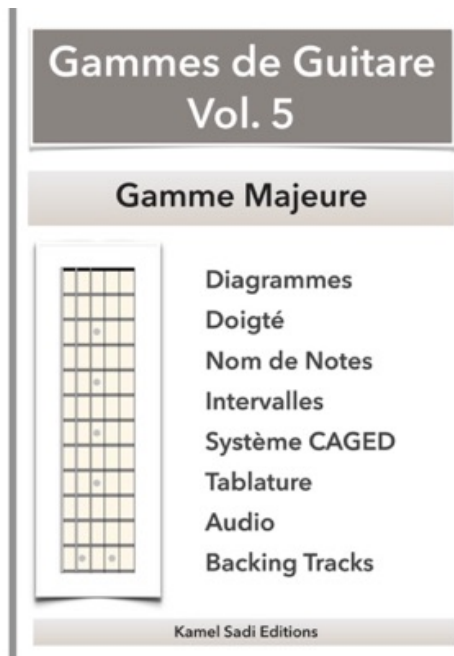 Gammes de Guitare
Vol. 5
Gamme Majeure
Diagrammes
Doigté
Nom de Notes
Intervalles
Système CAGED
Tablature
Audio
Backing Tracks
Kamel Sadi Editions